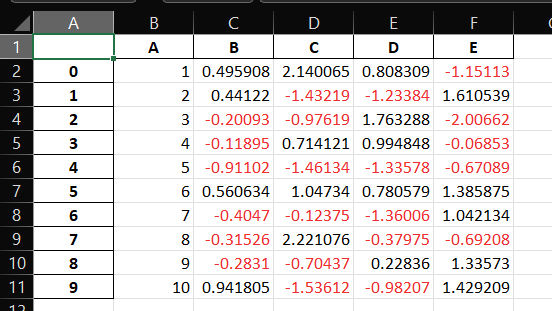 A B C D E F
1 A B C D E
2 0 1 0.495908 2.140065 0.808309 -1.15113
3 1 2 0.44122 -1.43219 -1.23384 1.610539
4 2 3 -0.20093 -0.97619 1.763288 -2.00662
5 3 4 -0.11895 0.714121 0.994848 -0.06853
6 4 5 -0.91102 -1.46134 -1.33578 -0.67089
7 5 6 0.560634 1.04734 0.780579 1.385875
8 6 7 -0.4047 -0.12375 -1.36006 1.042134
9 7 8 -0.31526 2.221076 -0.37975 -0.69208
10 8 9 -0.2831 -0.70437 0.22836 1.33573
11 9 10 0.941805 -1.53612 -0.98207 1.429209